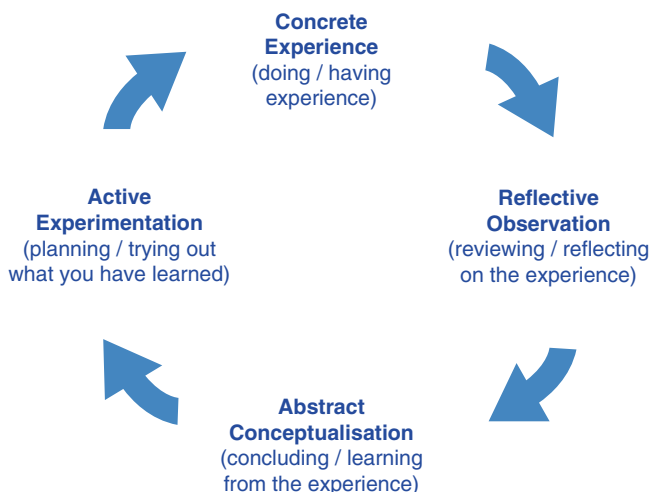 Concrete
Experience
(doing / having
experience)
Reflective
Observation
(reviewing / reflecting
on the experience)
Abstract
Conceptualisation
(concluding / learning
from the experience)
Active
Experimentation
(planning / trying out
what you have learned)